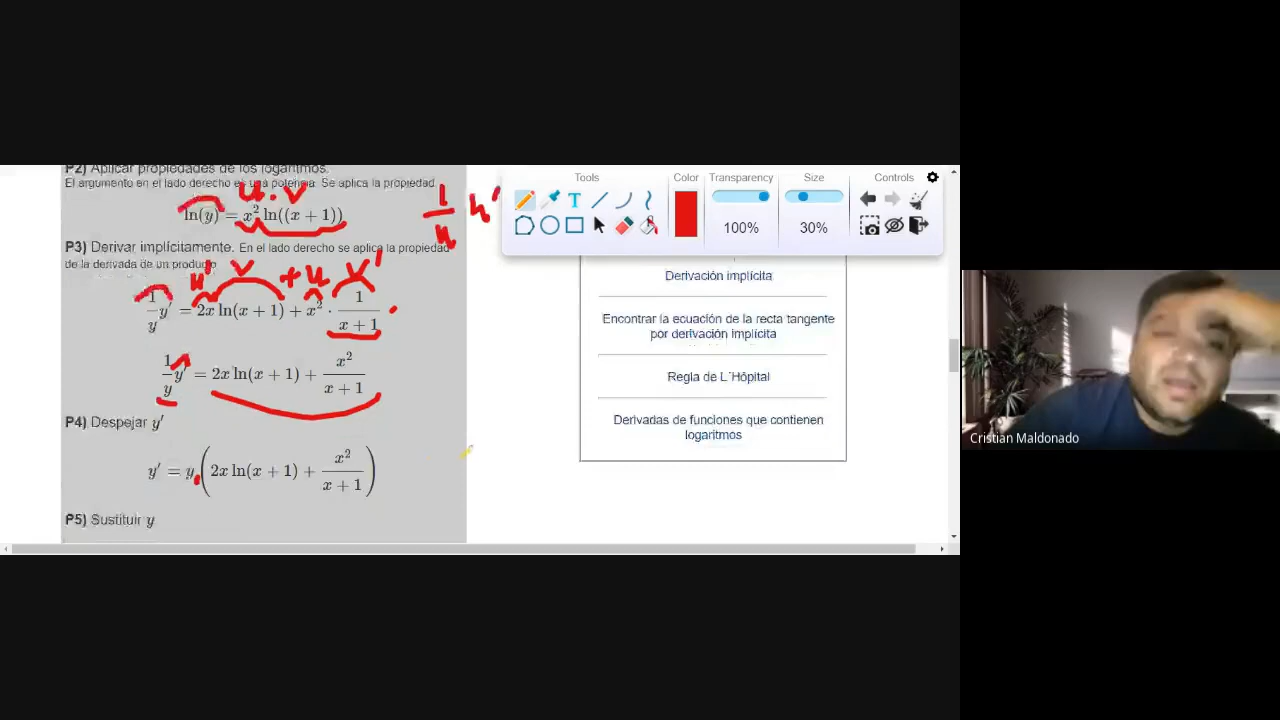 P2) Aplicar propiedades de los logaritmos.
El argumento en el lado derecho es una potencia. Se aplica la propiedad
u · v
ln(y) = x² ln((x + 1))
1/u u'
P3) Derivar implícitamente. En el lado derecho se aplica la propiedad
de la derivada de un producto
u' v + u v'
1/y y' = 2x ln(x + 1) + x² · 1/(x + 1)
1/y y' = 2x ln(x + 1) + x²/(x + 1)
P4) Despejar y'
y' = y (2x ln(x + 1) + x²/(x + 1))
P5) Sustituir y
Tools Color Transparency Size Controls
T
100% 30%
Derivación implícita
Encontrar la ecuación de la recta tangente
por derivación implícita
Regla de L´Hôpital
Derivadas de funciones que contienen
logaritmos
Cristian Maldonado